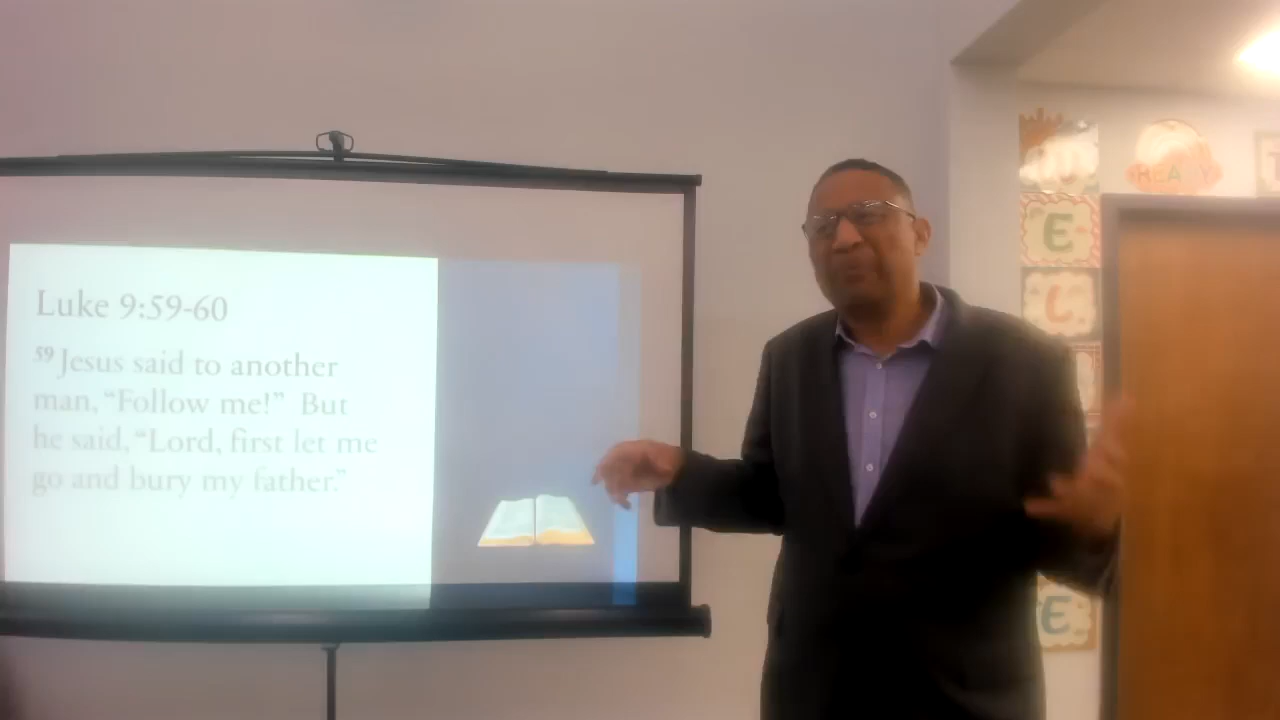 Luke 9:59-60
59 Jesus said to another
man, “Follow me!”  But
he said, “Lord, first let me
go and bury my father.”
READY
E
L
E